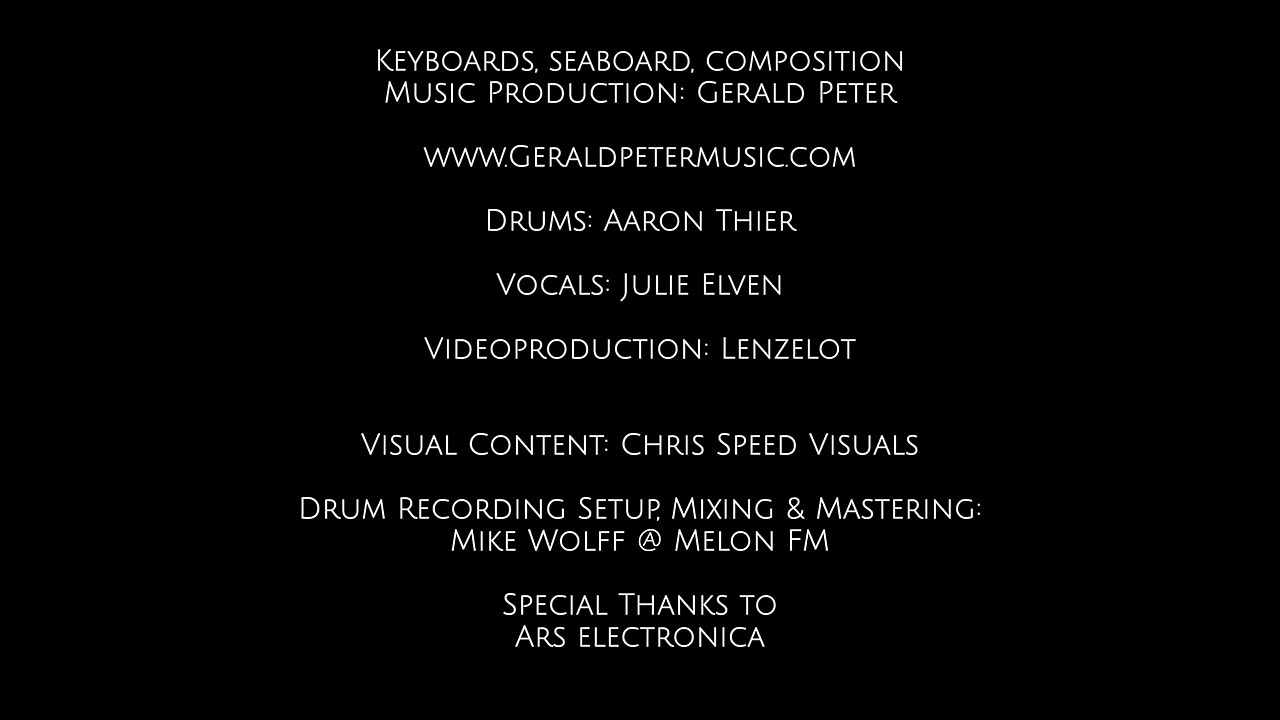 Keyboards, seaboard, composition
Music Production: Gerald Peter
www.Geraldpetermusic.com
Drums: Aaron Thier
Vocals: Julie Elven
Videoproduction: Lenzelot
Visual Content: Chris Speed Visuals
Drum Recording Setup, Mixing & Mastering:
Mike Wolff @ Melon FM
Special Thanks to
Ars electronica